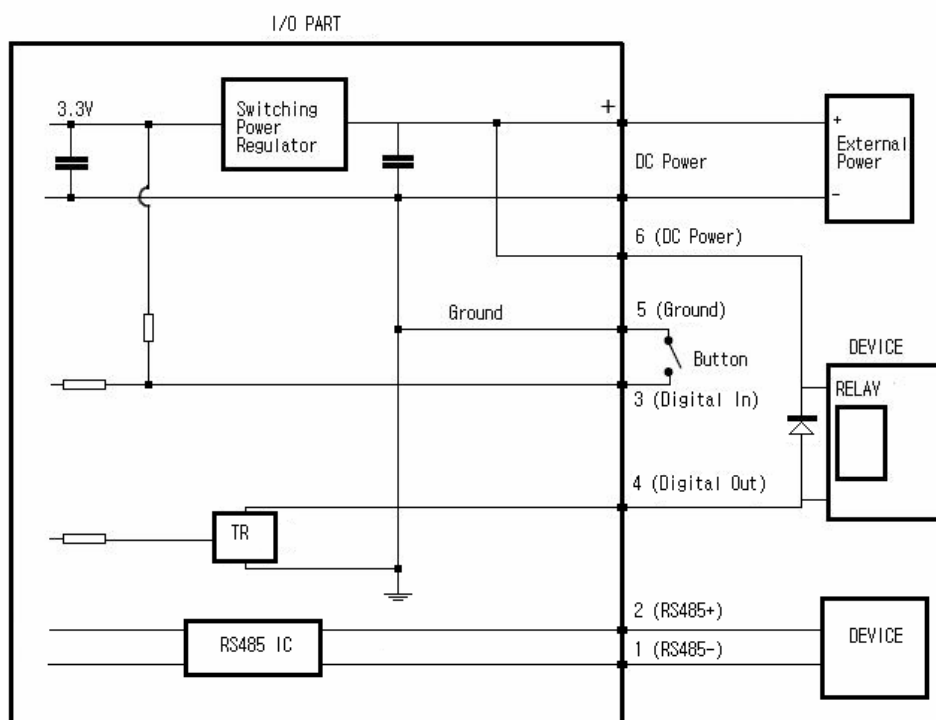 I/O PART
3.3V
Switching
Power
Regulator
+
DC Power
+
External
Power
-
6 (DC Power)
Ground
5 (Ground)
Button
3 (Digital In)
DEVICE
RELAY
4 (Digital Out)
TR
2 (RS485+)
RS485 IC
1 (RS485-)
DEVICE